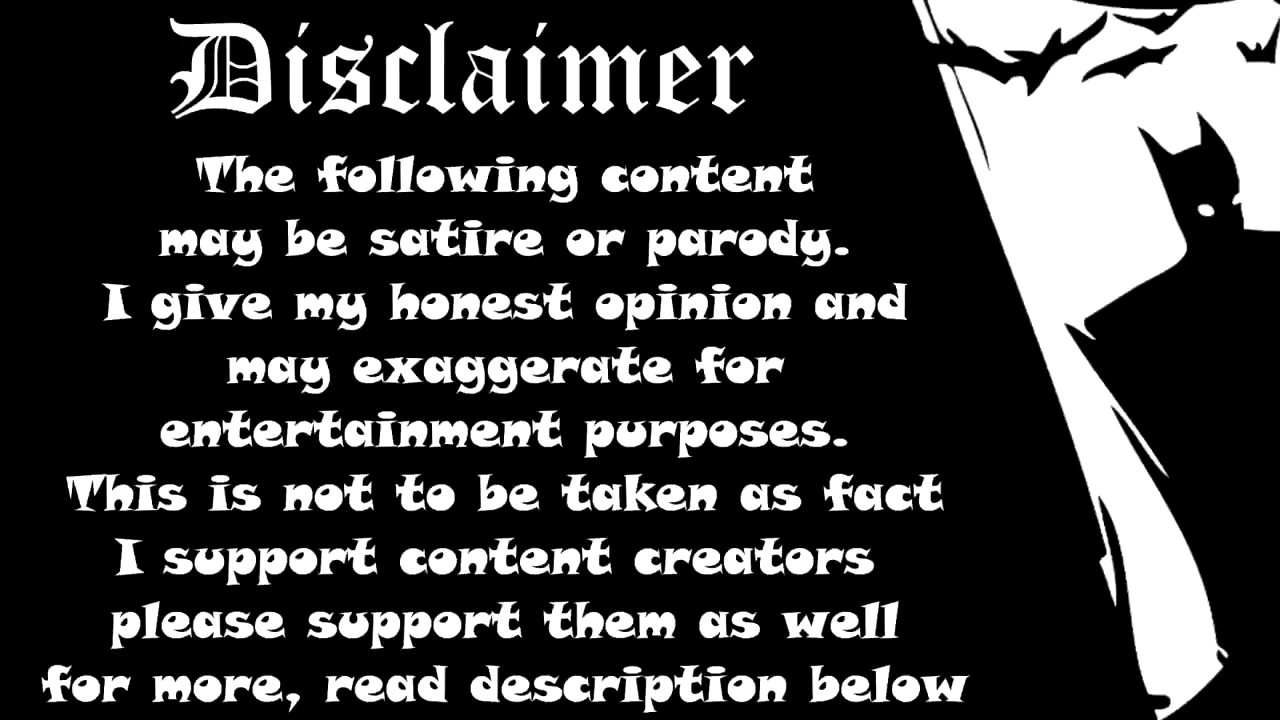 Disclaimer
The following content
may be satire or parody.
I give my honest opinion and
may exaggerate for
entertainment purposes.
This is not to be taken as fact
I support content creators
please support them as well
for more, read description below